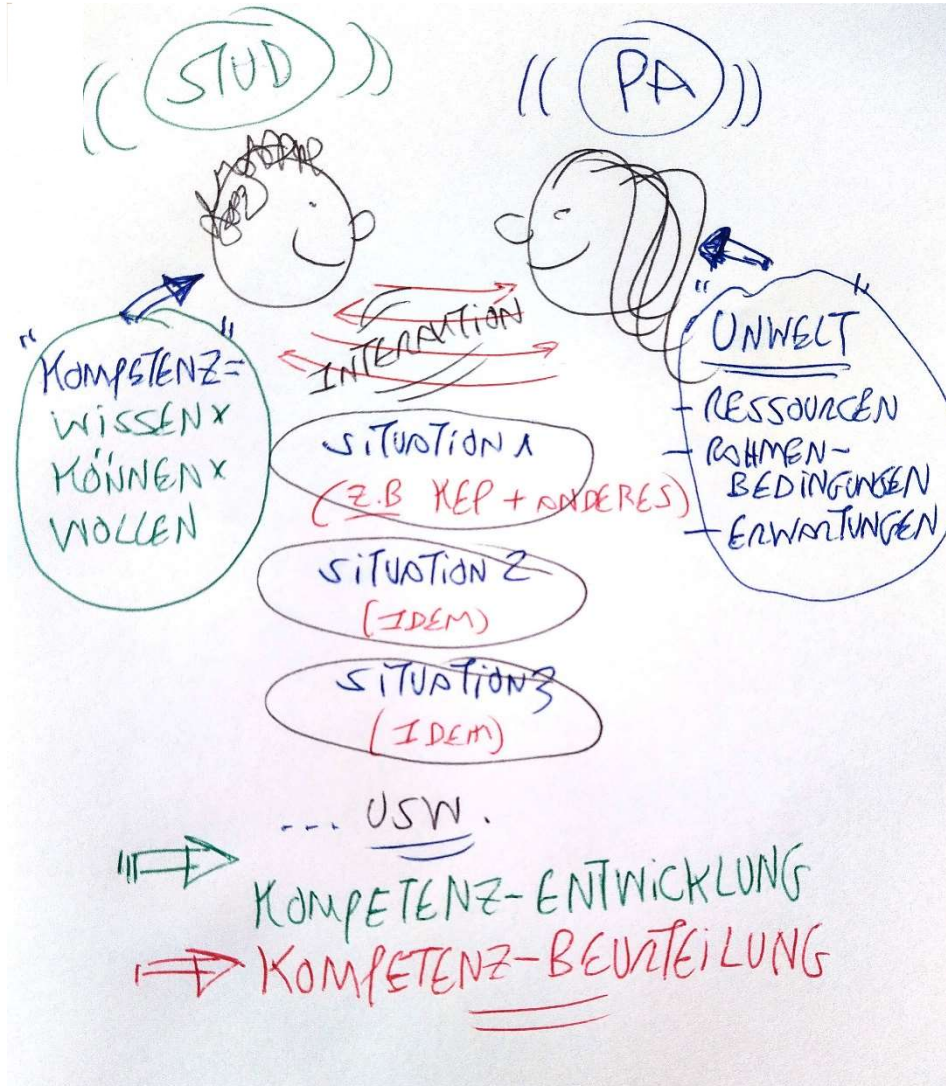 STUD
PA
INTERAKTION
"KOMPETENZ=
WISSEN X
KÖNNEN X
WOLLEN"
"UNWELT"
- RESSOURCEN
- RAHMEN-
BEDINGUNGEN
- ERWARTUNGEN
SITUATION 1
(Z.B KEP + ANDERES)
SITUATION 2
(IDEM)
SITUATION 3
(IDEM)
.... USW.
KOMPETENZ-ENTWICKLUNG
KOMPETENZ-BEURTEILUNG